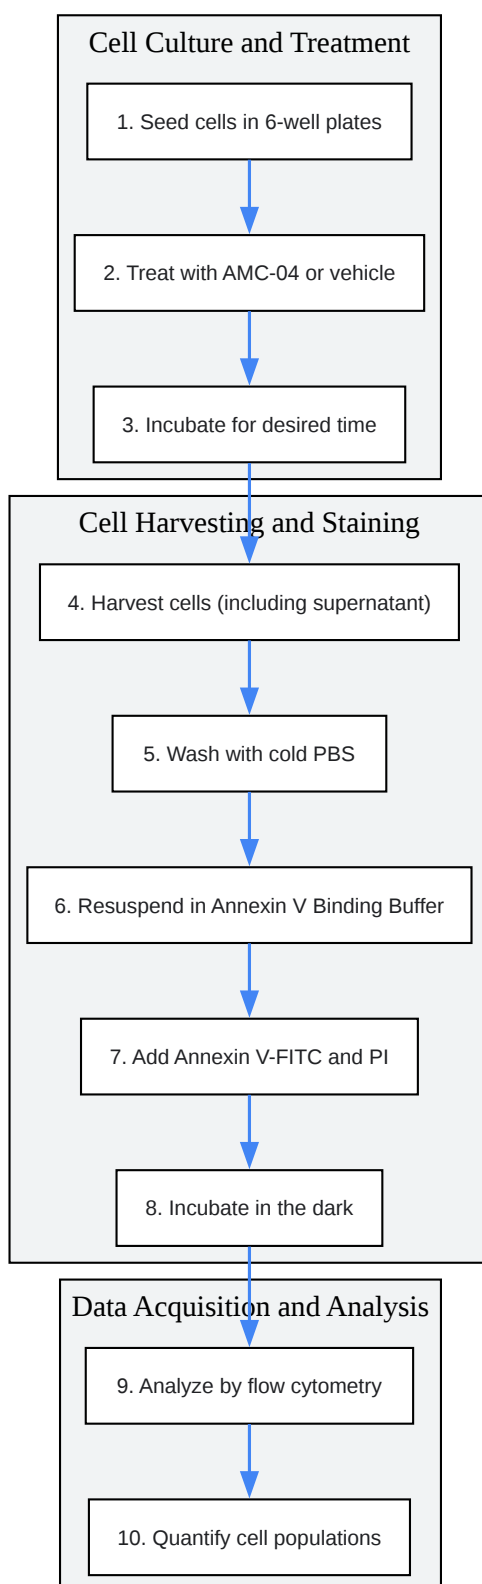 Cell Culture and Treatment
1. Seed cells in 6-well plates
2. Treat with AMC-04 or vehicle
3. Incubate for desired time
Cell Harvesting and Staining
4. Harvest cells (including supernatant)
5. Wash with cold PBS
6. Resuspend in Annexin V Binding Buffer
7. Add Annexin V-FITC and PI
8. Incubate in the dark
Data Acquisition and Analysis
9. Analyze by flow cytometry
10. Quantify cell populations